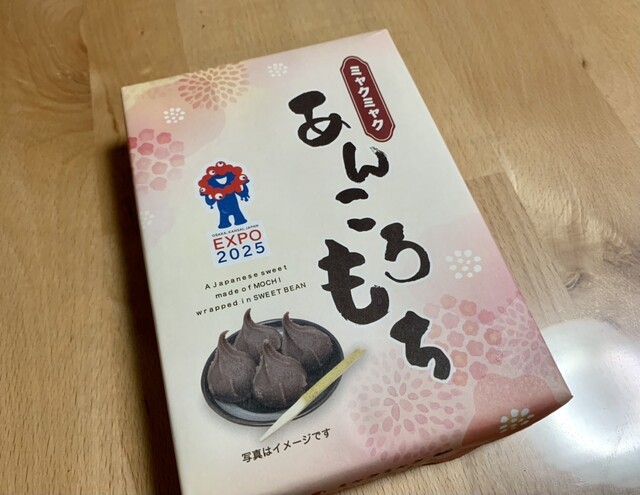 ミャクミャク
あんころもち
OSAKA, KANSAI, JAPAN
EXPO
2025
A Japanese sweet
made of MOCHI
wrapped in SWEET BEAN
写真はイメージです